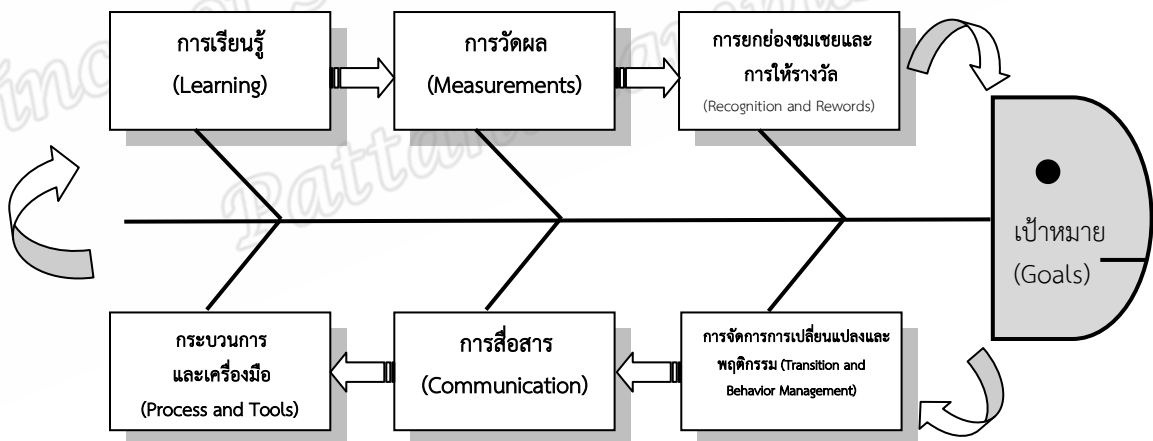 การเรียนรู้
(Learning)
การวัดผล
(Measurements)
การยกย่องชมเชยและ
การให้รางวัล
(Recognition and Rewords)
เป้าหมาย
(Goals)
กระบวนการ
และเครื่องมือ
(Process and Tools)
การสื่อสาร
(Communication)
การจัดการการเปลี่ยนแปลงและ
พฤติกรรม (Transition and
Behavior Management)